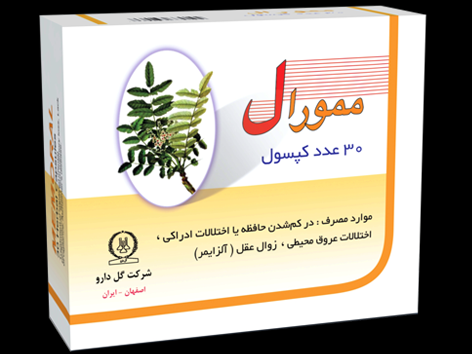 ممورال
۳۰ عدد کپسول
موارد مصرف : در کم‌شدن حافظه یا اختلالات ادراکی ،
اختلالات عروق محیطی ، زوال عقل ( آلزایمر)
شرکت گل دارو
اصفهان - ایران
MEMORAL